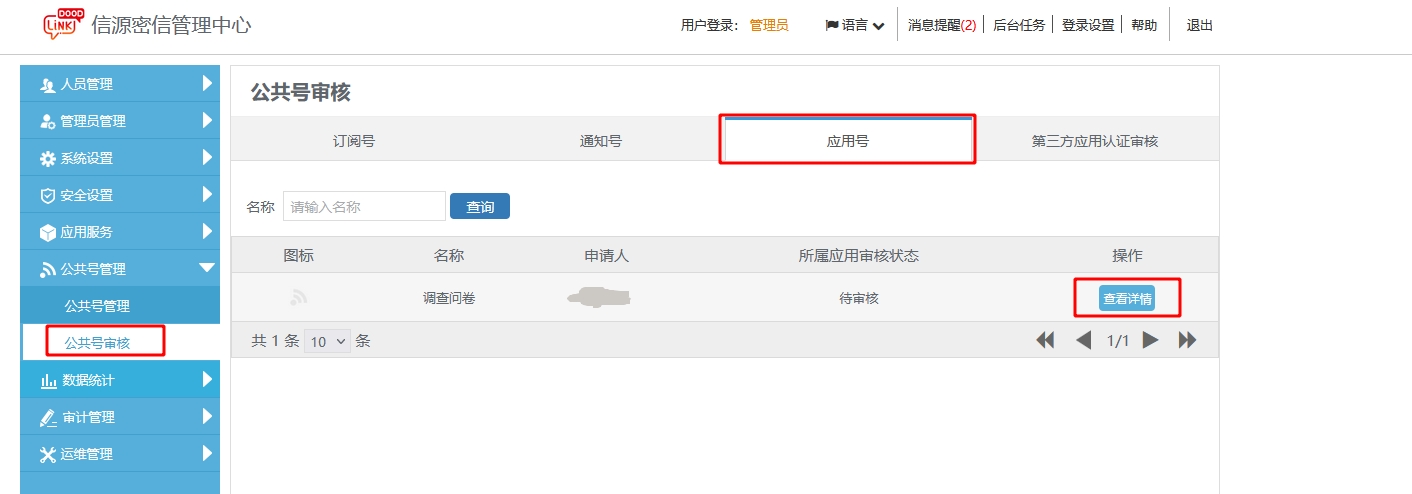 DOOD
LiNK 信源密信管理中心 用户登录： 管理员 语言 消息提醒(2) 后台任务 登录设置 帮助 退出
人员管理
管理员管理
系统设置
安全设置
应用服务
公共号管理
公共号管理
公共号审核
数据统计
审计管理
运维管理
公共号审核
订阅号 通知号 应用号 第三方应用认证审核
名称 请输入名称 查询
图标 名称 申请人 所属应用审核状态 操作
调查问卷 待审核 查看详情
共 1 条 10 条 1/1